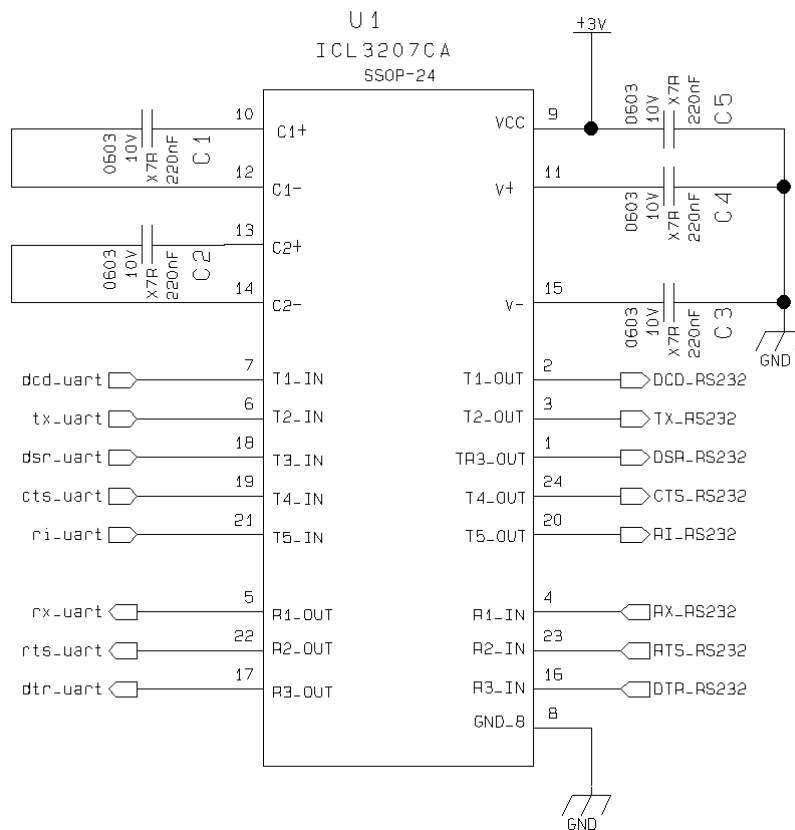 U1
ICL3207CA
SSOP-24
+3V
10
C1+
0603
10V
X7R
220nF
C1
12
C1-
13
C2+
0603
10V
X7R
220nF
C2
14
C2-
VCC
9
0603
10V
X7R
220nF
C5
V+
11
0603
10V
X7R
220nF
C4
V-
15
0603
10V
X7R
220nF
C3
GND
dcd_uart 7 T1_IN T1_OUT 2 DCD_RS232
tx_uart 6 T2_IN T2_OUT 3 TX_RS232
dsr_uart 18 T3_IN TR3_OUT 1 DSR_RS232
cts_uart 19 T4_IN T4_OUT 24 CTS_RS232
ri_uart 21 T5_IN T5_OUT 20 RI_RS232
rx_uart 5 R1_OUT R1_IN 4 RX_RS232
rts_uart 22 R2_OUT R2_IN 23 RTS_RS232
dtr_uart 17 R3_OUT R3_IN 16 DTR_RS232
GND_8 8
GND